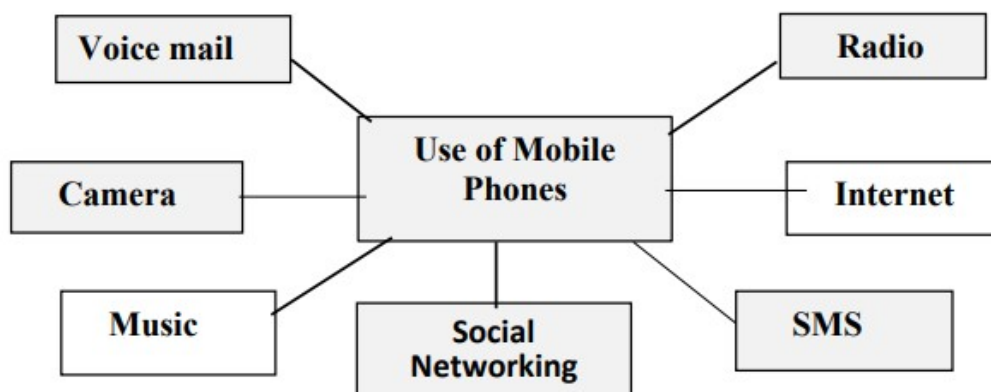 Voice mail
Radio
Use of Mobile
Phones
Camera
Internet
Music
Social
Networking
SMS